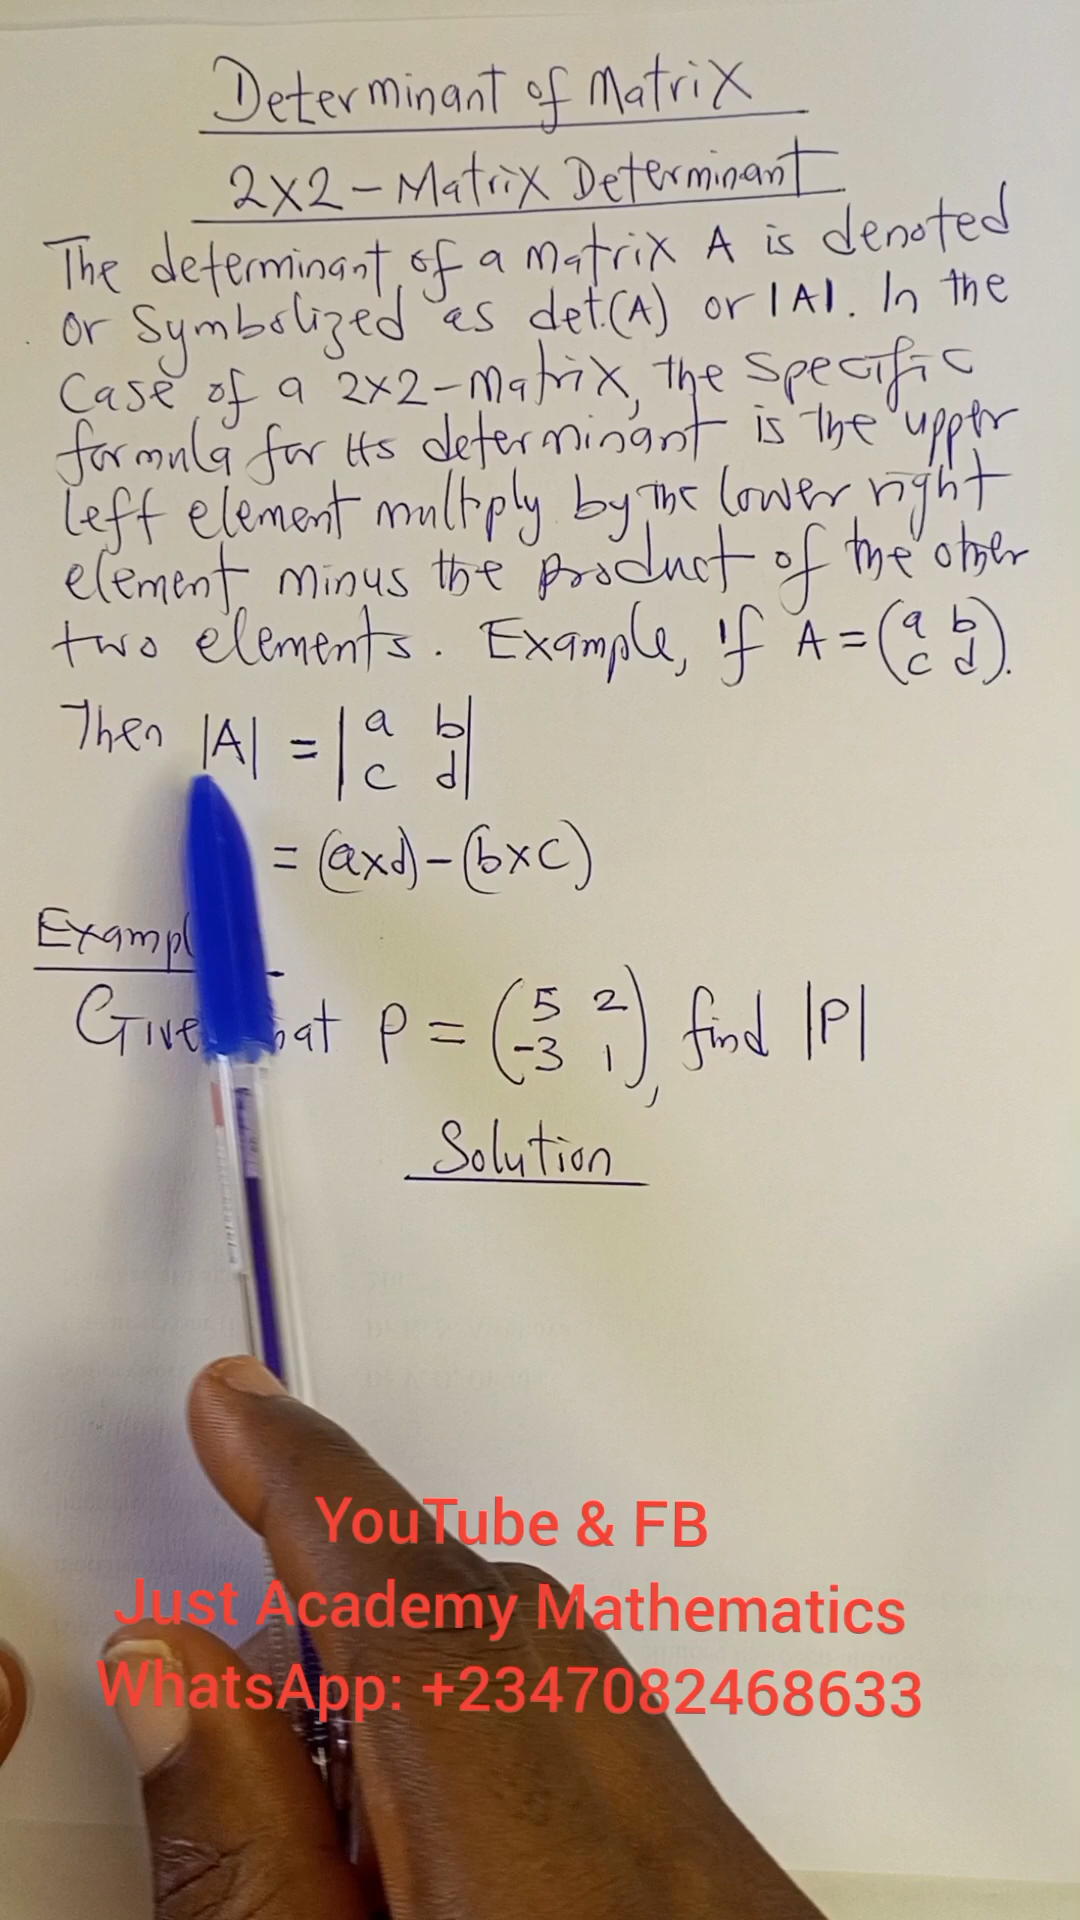 Determinant of Matrix
2x2-Matrix Determinant
The determinant of a matrix A is denoted
or Symbolized as det.(A) or |A|. In the
Case of a 2x2-Matrix, the specific
formula for its determinant is the upper
left element multiply by the lower right
element minus the product of the other
two elements. Example, if A = (a b
c d).
Then |A| = |a b
c d|
= (axd) - (bxc)
Exampl
Give at P = (5 2
-3 1), find |P|
Solution
YouTube & FB
Just Academy Mathematics
WhatsApp: +2347082468633